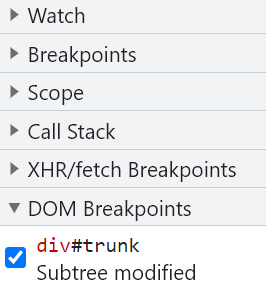 Watch
Breakpoints
Scope
Call Stack
XHR/fetch Breakpoints
DOM Breakpoints
div#trunk
Subtree modified